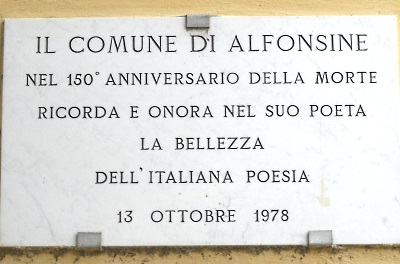 IL COMUNE DI ALFONSINE
NEL 150° ANNIVERSARIO DELLA MORTE
RICORDA E ONORA NEL SUO POETA
LA BELLEZZA
DELL'ITALIANA POESIA
13 OTTOBRE 1978